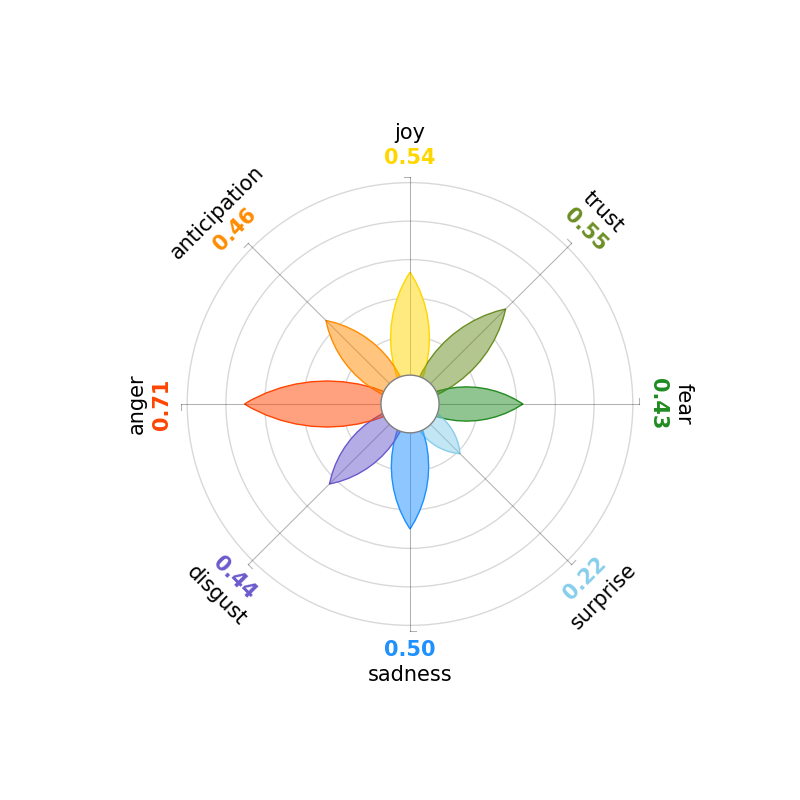 joy
0.54
trust
0.55
fear
0.43
surprise
0.22
0.50
sadness
disgust
0.44
anger
0.71
anticipation
0.46